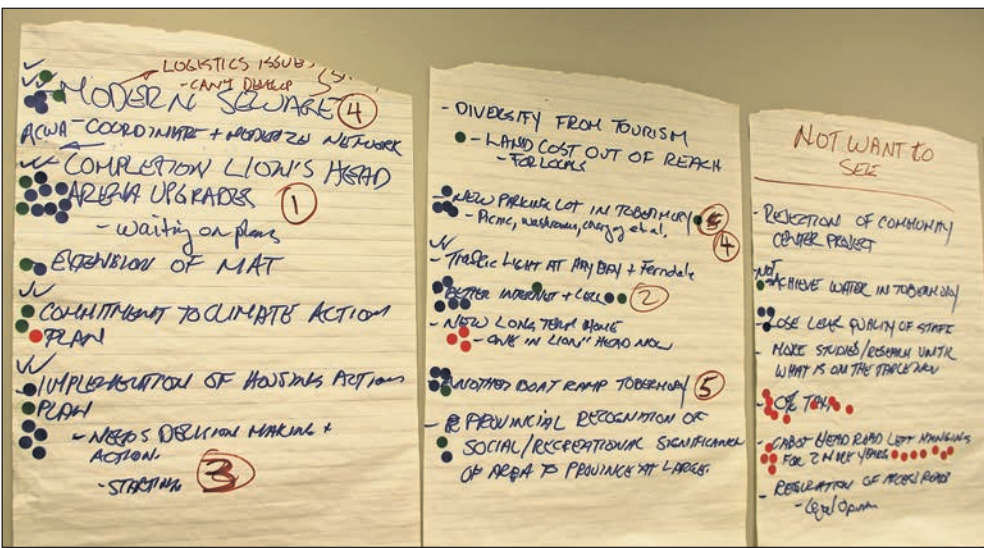 LOGISTICS ISSUES
- CAN'T DEVELOP
MODERN SEWAGE 4
- COORDINATE + MODERNIZE NETWORK
COMPLETION LION'S HEAD
ARENA UPGRADES 1
- waiting on plans
EXTENSION OF MAT
COMMITMENT TO CLIMATE ACTION
PLAN
IMPLEMENTATION OF HOUSING ACTION
PLAN
- NEEDS DECISION MAKING +
ACTION.
- STARTING 3
- DIVERSIFY FROM TOURISM
- LAND COST OUT OF REACH
- FOR LOCALS
- NEW PARKING LOT IN TOBERMORY
- Picnic, washroom, charging et al. 4
- Traffic LIGHT AT HAY BAY + Ferndale
- BETTER INTERNET + CELL 2
- NEW LONG TERM HOME
- ONE IN LION'S HEAD NOW
- ANOTHER BOAT RAMP TOBERMORY 5
- PROVINCIAL RECOGNITION OF
SOCIAL/RECREATIONAL SIGNIFICANCE
OF AREA TO PROVINCE AT LARGE.
NOT WANT TO
SEE
- REJECTION OF COMMUNITY
CENTER PROJECT
- NOT ACHIEVE WATER IN TOBERMORY
- LOSE LEVEL QUALITY OF STAFF
- MORE STUDIES/RESEARCH UNTIL
WHAT IS ON THE TABLE NOW
- 0% TAX
- CABOT HEAD ROAD LEFT HANGING
FOR 2 MORE YEARS
- OF ACCESS ROADS
- Legal Opinion